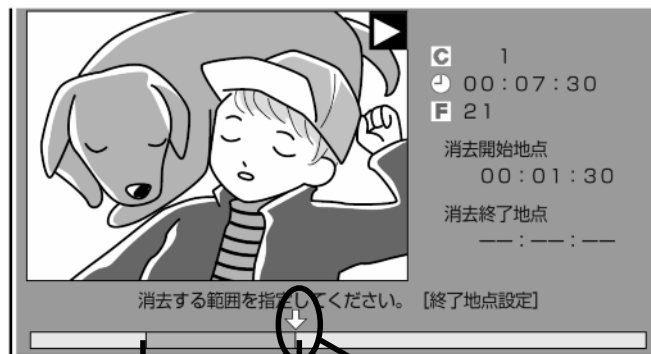 C 1
00:07:30
F 21
消去開始地点
00:01:30
消去終了地点
——:——:——
消去する範囲を指定してください。［終了地点設定］